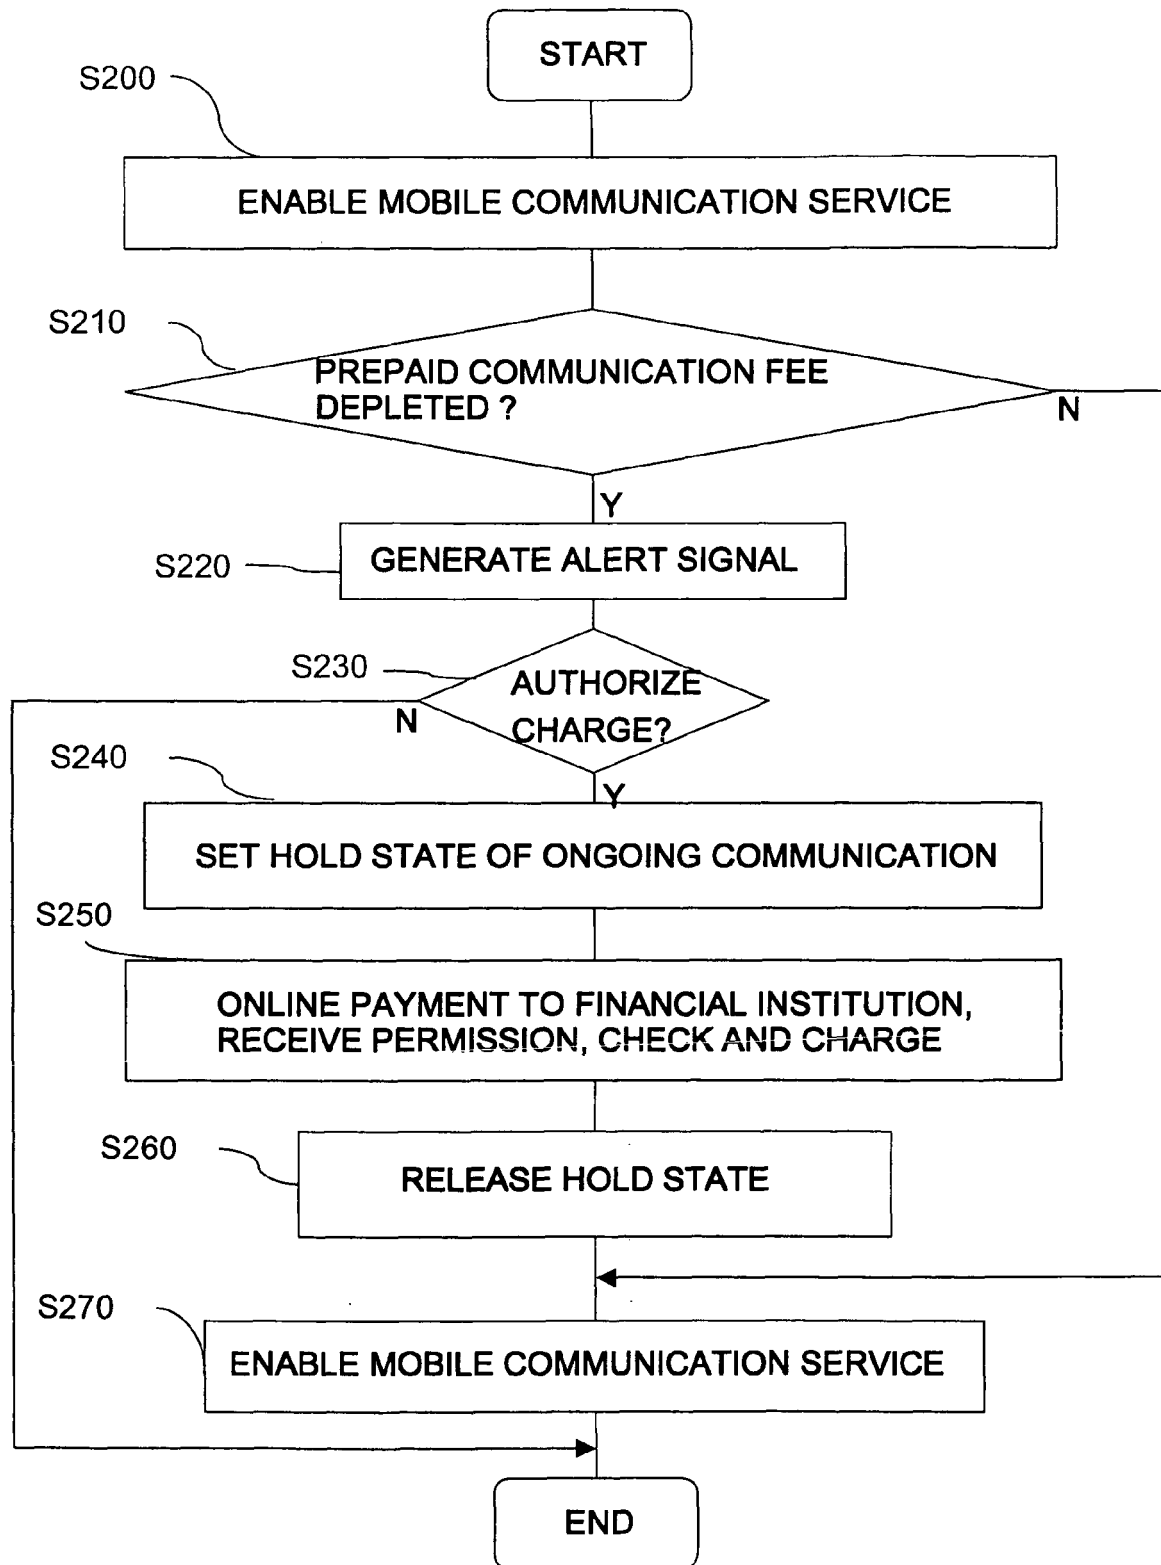 START
S200
ENABLE MOBILE COMMUNICATION SERVICE
S210
PREPAID COMMUNICATION FEE
DEPLETED ?
N
Y
S220
GENERATE ALERT SIGNAL
S230
AUTHORIZE
CHARGE?
N
Y
S240
SET HOLD STATE OF ONGOING COMMUNICATION
S250
ONLINE PAYMENT TO FINANCIAL INSTITUTION,
RECEIVE PERMISSION, CHECK AND CHARGE
S260
RELEASE HOLD STATE
S270
ENABLE MOBILE COMMUNICATION SERVICE
END